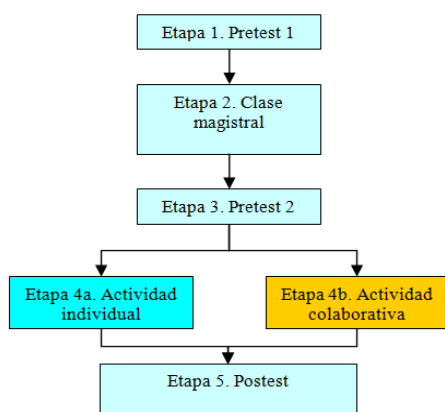 Etapa 1. Pretest 1
Etapa 2. Clase
magistral
Etapa 3. Pretest 2
Etapa 4a. Actividad
individual
Etapa 4b. Actividad
colaborativa
Etapa 5. Postest